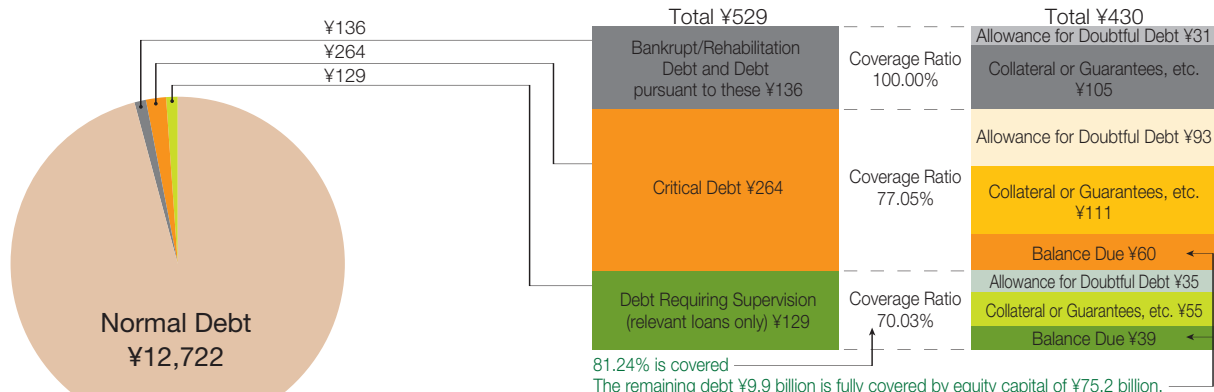 ¥136
¥264
¥129
Normal Debt
¥12,722
Total ¥529
Bankrupt/Rehabilitation
Debt and Debt
pursuant to these ¥136
Critical Debt ¥264
Debt Requiring Supervision
(relevant loans only) ¥129
Coverage Ratio
100.00%
Coverage Ratio
77.05%
Coverage Ratio
70.03%
Total ¥430
Allowance for Doubtful Debt ¥31
Collateral or Guarantees, etc.
¥105
Allowance for Doubtful Debt ¥93
Collateral or Guarantees, etc.
¥111
Balance Due ¥60
Allowance for Doubtful Debt ¥35
Collateral or Guarantees, etc. ¥55
Balance Due ¥39
81.24% is covered
The remaining debt ¥9.9 billion is fully covered by equity capital of ¥75.2 billion.